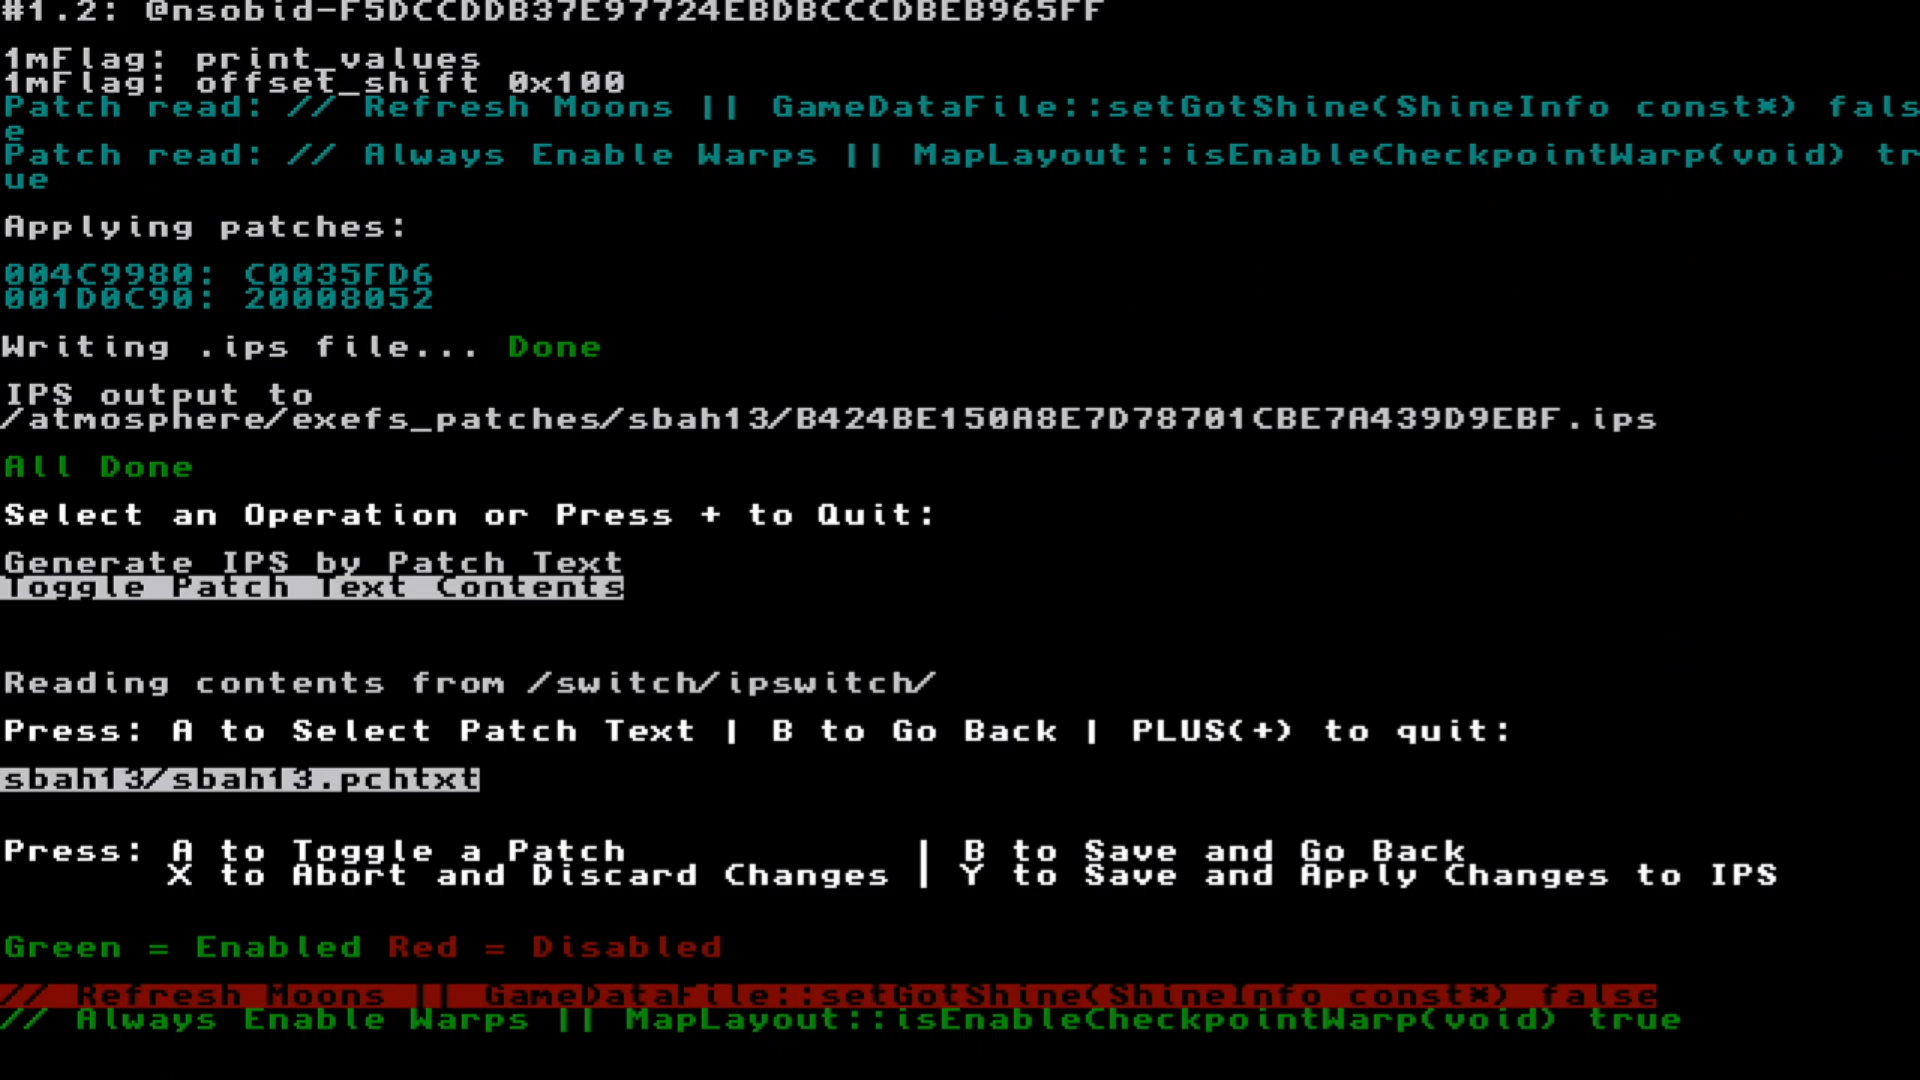 #1.2: @nsobid-F5DCCDDB37E97724EBDBCCCDBEB965FF
1mFlag: print_values
1mFlag: offset_shift 0x100
Patch read: // Refresh Moons || GameDataFile::setGotShine(ShineInfo const*) fals
e
Patch read: // Always Enable Warps || MapLayout::isEnableCheckpointWarp(void) tr
ue
Applying patches:
004C9980: C0035FD6
001D0C90: 20008052
Writing .ips file... Done
IPS output to
/atmosphere/exefs_patches/sbah13/B424BE150A8E7D78701CBE7A439D9EBF.ips
All Done
Select an Operation or Press + to Quit:
Generate IPS by Patch Text
Toggle Patch Text Contents
Reading contents from /switch/ipswitch/
Press: A to Select Patch Text | B to Go Back | PLUS(+) to quit:
sbah13/sbah13.pchtxt
Press: A to Toggle a Patch | B to Save and Go Back
X to Abort and Discard Changes | Y to Save and Apply Changes to IPS
Green = Enabled Red = Disabled
// Refresh Moons || GameDataFile::setGotShine(ShineInfo const*) false
// Always Enable Warps || MapLayout::isEnableCheckpointWarp(void) true